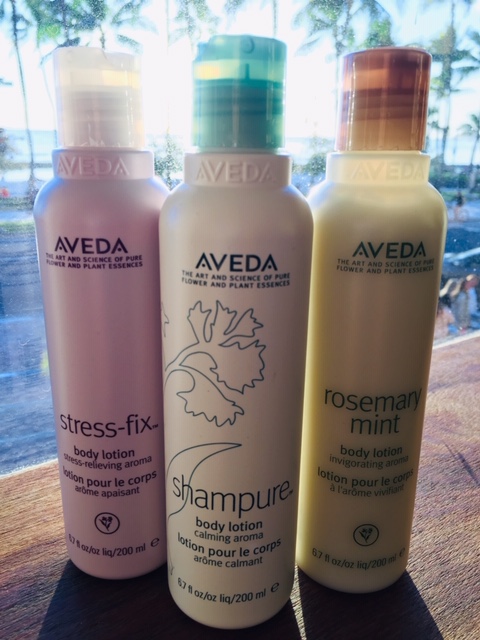 AVEDA
AVEDA
THE ART AND SCIENCE OF PURE
FLOWER AND PLANT ESSENCES
stress-fix™
body lotion
stress-relieving aroma
lotion pour le corps
arôme apaisant
6.7 fl oz/oz liq/200 ml e
AVEDA
AVEDA
THE ART AND SCIENCE OF PURE
FLOWER AND PLANT ESSENCES
shampure™
body lotion
calming aroma
lotion pour le corps
arôme calmant
6.7 fl oz/oz liq/200 ml e
AVEDA
AVEDA
THE ART AND SCIENCE OF PURE
FLOWER AND PLANT ESSENCES
rosemary
mint
body lotion
invigorating aroma
lotion pour le corps
à l'arôme vivifiant
6.7 fl oz/oz liq/200 ml e